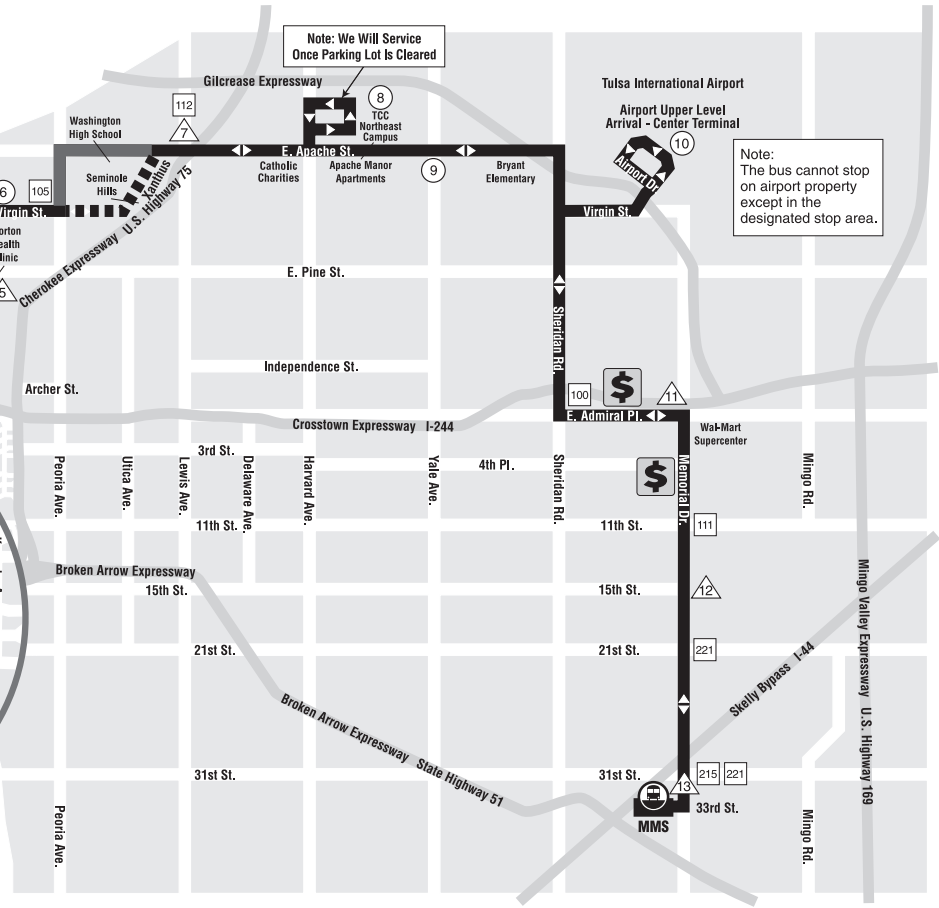 Note: We Will Service
Once Parking Lot Is Cleared
Gilcrease Expressway
Tulsa International Airport
8
TCC
Northeast
Campus
112
7
Washington
High School
Airport Upper Level
Arrival - Center Terminal
10
Airport Dr.
Note:
The bus cannot stop
on airport property
except in the
designated stop area.
E. Apache St.
Catholic
Charities
Apache Manor
Apartments
9
Bryant
Elementary
Seminole
Hills
Xanthus
6
105
Virgin St.
Virgin St.
orton
ealth
linic
5
Cherokee Expressway U.S. Highway 75
E. Pine St.
Sheridan Rd.
Independence St.
Archer St.
100
$
11
E. Admiral Pl.
Wal-Mart
Supercenter
Crosstown Expressway I-244
3rd St.
4th Pl.
Peoria Ave.
Utica Ave.
Lewis Ave.
Delaware Ave.
Harvard Ave.
Yale Ave.
Sheridan Rd.
$
Memorial Dr.
Mingo Rd.
11th St.
11th St.
111
Broken Arrow Expressway
15th St.
15th St.
12
21st St.
21st St.
221
Mingo Valley Expressway U.S. Highway 169
Skelly Bypass I-44
Broken Arrow Expressway State Highway 51
31st St.
31st St.
13
215
221
33rd St.
MMS
Peoria Ave.
Mingo Rd.